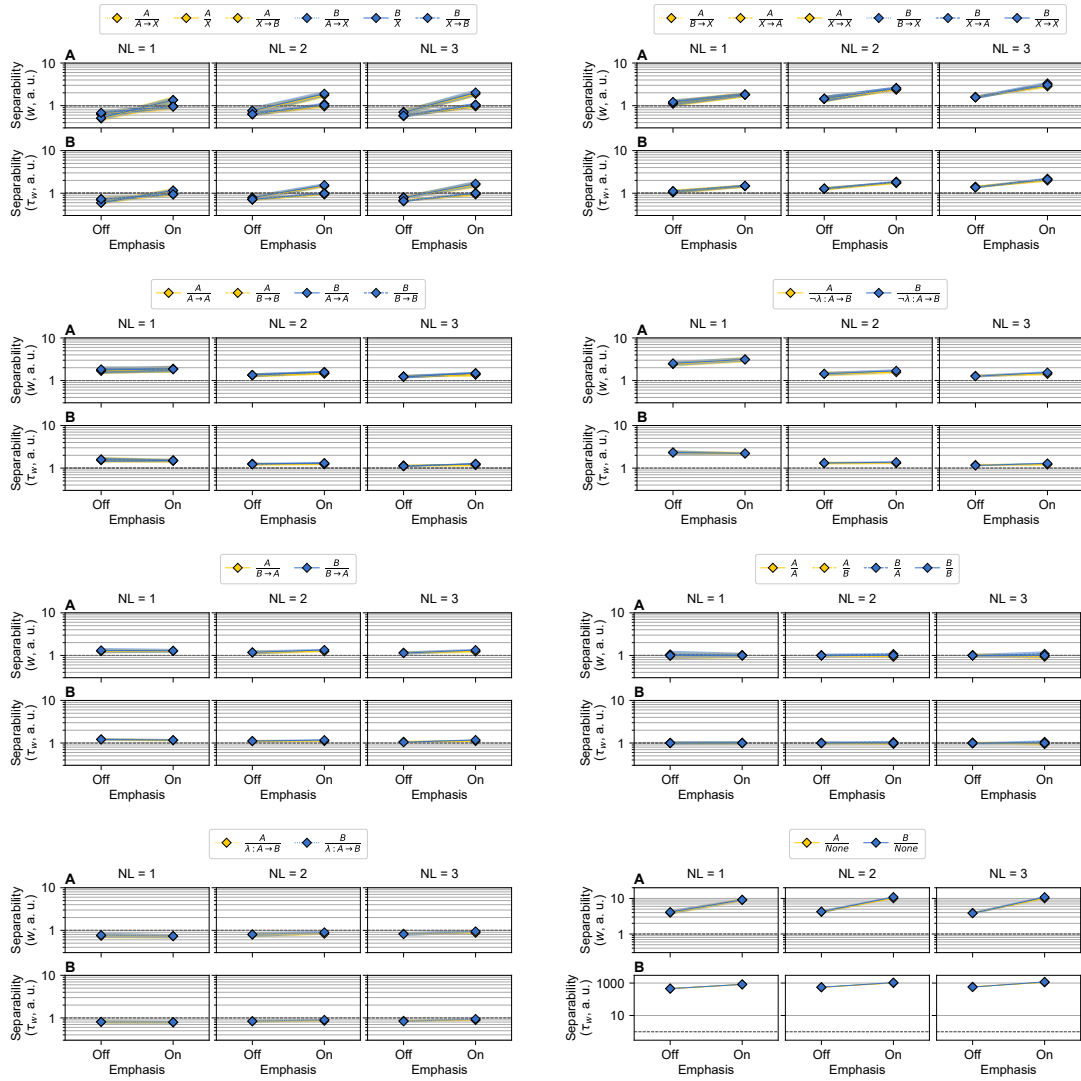 A/A→X A/X A/X→B B/A→X B/X B/X→B
NL = 1 NL = 2 NL = 3
A
Separability (w, a. u.)
10
1
B
Separability (τw, a. u.)
10
1
Off On Off On Off On
Emphasis Emphasis Emphasis
A/B→X A/X→A A/X→X B/B→X B/X→A B/X→X
NL = 1 NL = 2 NL = 3
A
Separability (w, a. u.)
10
1
B
Separability (τw, a. u.)
10
1
Off On Off On Off On
Emphasis Emphasis Emphasis
A/A→A A/B→B B/A→A B/B→B
NL = 1 NL = 2 NL = 3
A
Separability (w, a. u.)
10
1
B
Separability (τw, a. u.)
10
1
Off On Off On Off On
Emphasis Emphasis Emphasis
A/¬λ:A→B B/¬λ:A→B
NL = 1 NL = 2 NL = 3
A
Separability (w, a. u.)
10
1
B
Separability (τw, a. u.)
10
1
Off On Off On Off On
Emphasis Emphasis Emphasis
A/B→A B/B→A
NL = 1 NL = 2 NL = 3
A
Separability (w, a. u.)
10
1
B
Separability (τw, a. u.)
10
1
Off On Off On Off On
Emphasis Emphasis Emphasis
A/A A/B B/A B/B
NL = 1 NL = 2 NL = 3
A
Separability (w, a. u.)
10
1
B
Separability (τw, a. u.)
10
1
Off On Off On Off On
Emphasis Emphasis Emphasis
A/λ:A→B B/λ:A→B
NL = 1 NL = 2 NL = 3
A
Separability (w, a. u.)
10
1
B
Separability (τw, a. u.)
10
1
Off On Off On Off On
Emphasis Emphasis Emphasis
A/None B/None
NL = 1 NL = 2 NL = 3
A
Separability (w, a. u.)
10
1
B
Separability (τw, a. u.)
1000
10
Off On Off On Off On
Emphasis Emphasis Emphasis